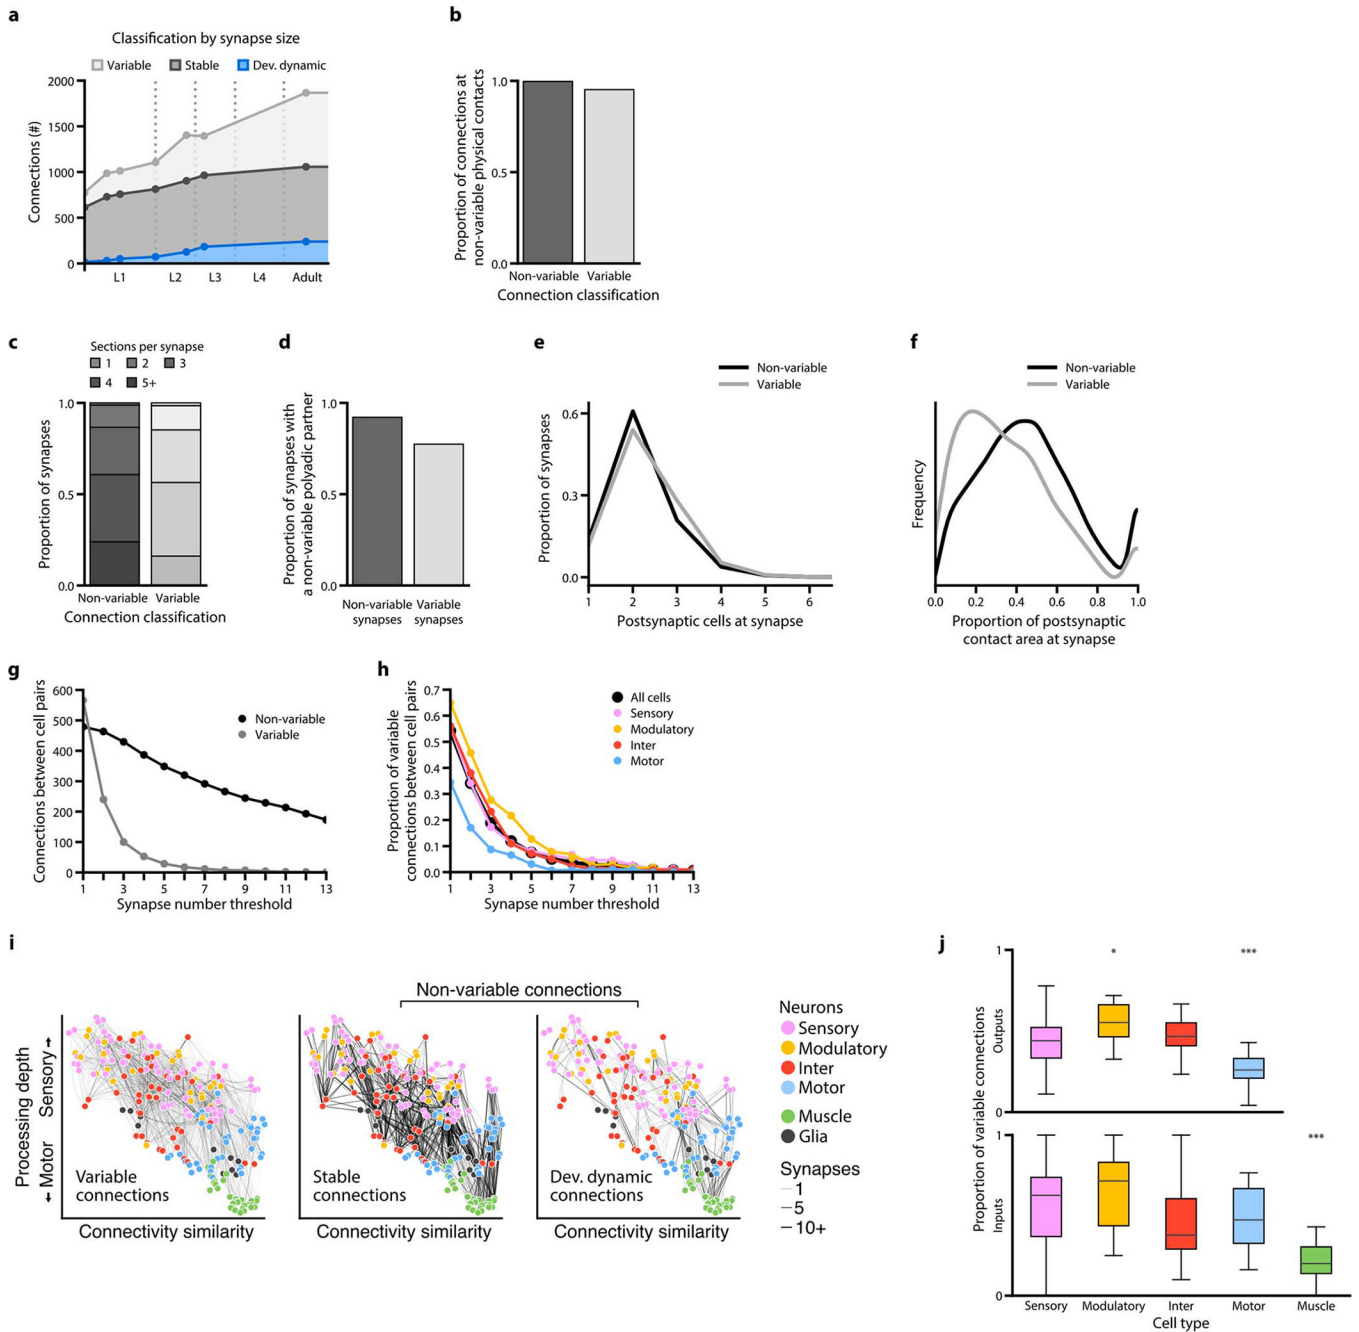 a
Classification by synapse size
Variable Stable Dev. dynamic
Connections (#)
2000
1500
1000
500
0
L1 L2 L3 L4 Adult
b
Proportion of connections at
non-variable physical contacts
1.0
0.5
0.0
Non-variable Variable
Connection classification
c
Sections per synapse
1 2 3
4 5+
Proportion of synapses
1.0
0.5
0.0
Non-variable Variable
Connection classification
d
Proportion of synapses with
a non-variable polyadic partner
1.0
0.5
0.0
Non-variable Variable
synapses synapses
e
Non-variable
Variable
Proportion of synapses
0.6
0.3
0.0
1 2 3 4 5 6
Postsynaptic cells at synapse
f
Non-variable
Variable
Frequency
0.0 0.2 0.4 0.6 0.8 1.0
Proportion of postsynaptic
contact area at synapse
g
Connections between cell pairs
600
500
400
300
200
100
0
Non-variable
Variable
1 3 5 7 9 11 13
Synapse number threshold
h
Proportion of variable
connections between cell pairs
0.7
0.6
0.5
0.4
0.3
0.2
0.1
0.0
All cells
Sensory
Modulatory
Inter
Motor
1 3 5 7 9 11 13
Synapse number threshold
i
Non-variable connections
Processing depth
← Motor Sensory →
Variable
connections
Connectivity similarity
Stable
connections
Connectivity similarity
Dev. dynamic
connections
Connectivity similarity
Neurons
Sensory
Modulatory
Inter
Motor
Muscle
Glia
Synapses
1
5
10+
j
Proportion of variable connections
Outputs
Inputs
1
0
* ***
1
0
***
Sensory Modulatory Inter Motor Muscle
Cell type